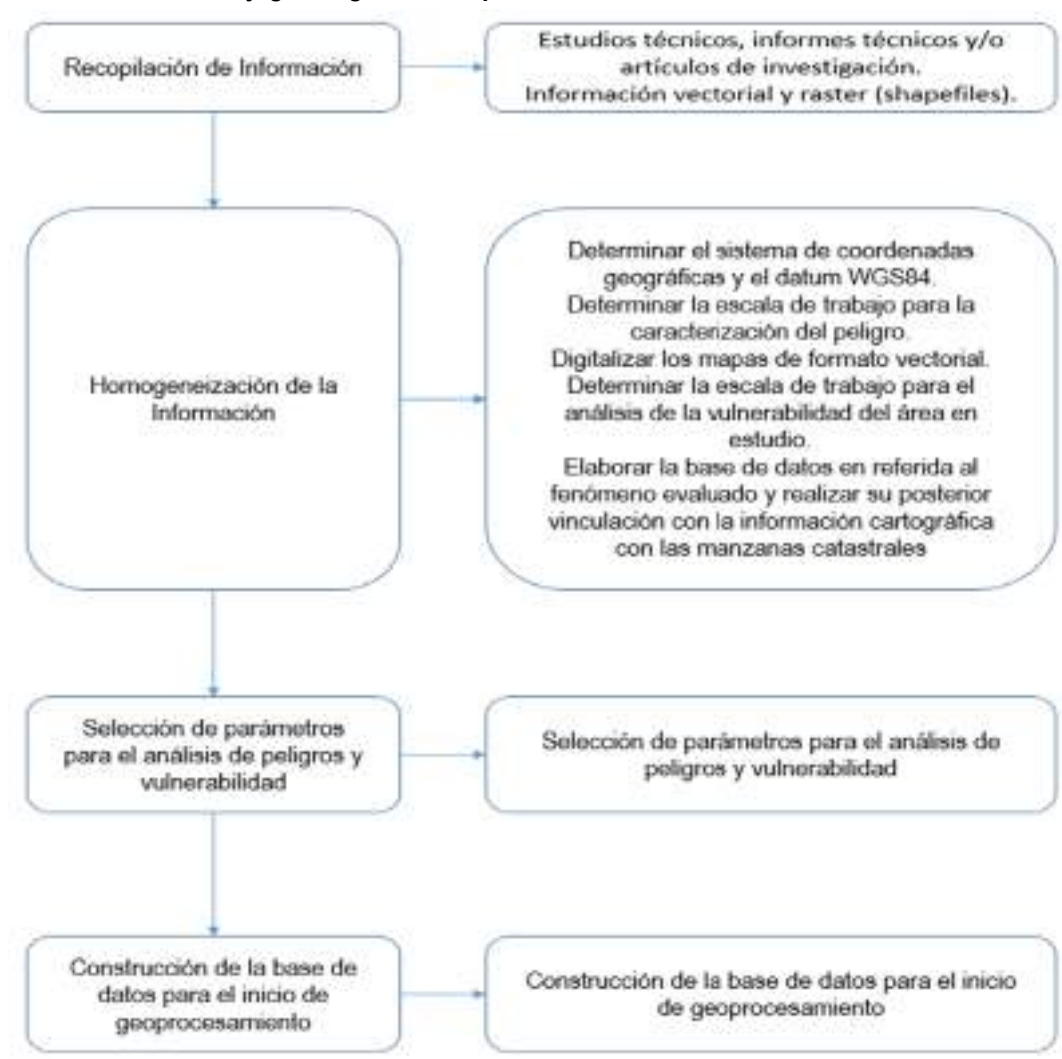 Recopilación de Información
Estudios técnicos, informes técnicos y/o
artículos de investigación.
Información vectorial y raster (shapefiles).
Homogeneización de la
Información
Determinar el sistema de coordenadas
geográficas y el datum WGS84.
Determinar la escala de trabajo para la
caracterización del peligro.
Digitalizar los mapas de formato vectorial.
Determinar la escala de trabajo para el
análisis de la vulnerabilidad del área en
estudio.
Elaborar la base de datos en referida al
fenómeno evaluado y realizar su posterior
vinculación con la información cartográfica
con las manzanas catastrales
Selección de parámetros
para el análisis de peligros y
vulnerabilidad
Selección de parámetros para el análisis de
peligros y vulnerabilidad
Construcción de la base de
datos para el inicio de
geoprocesamiento
Construcción de la base de datos para el inicio
de geoprocesamiento